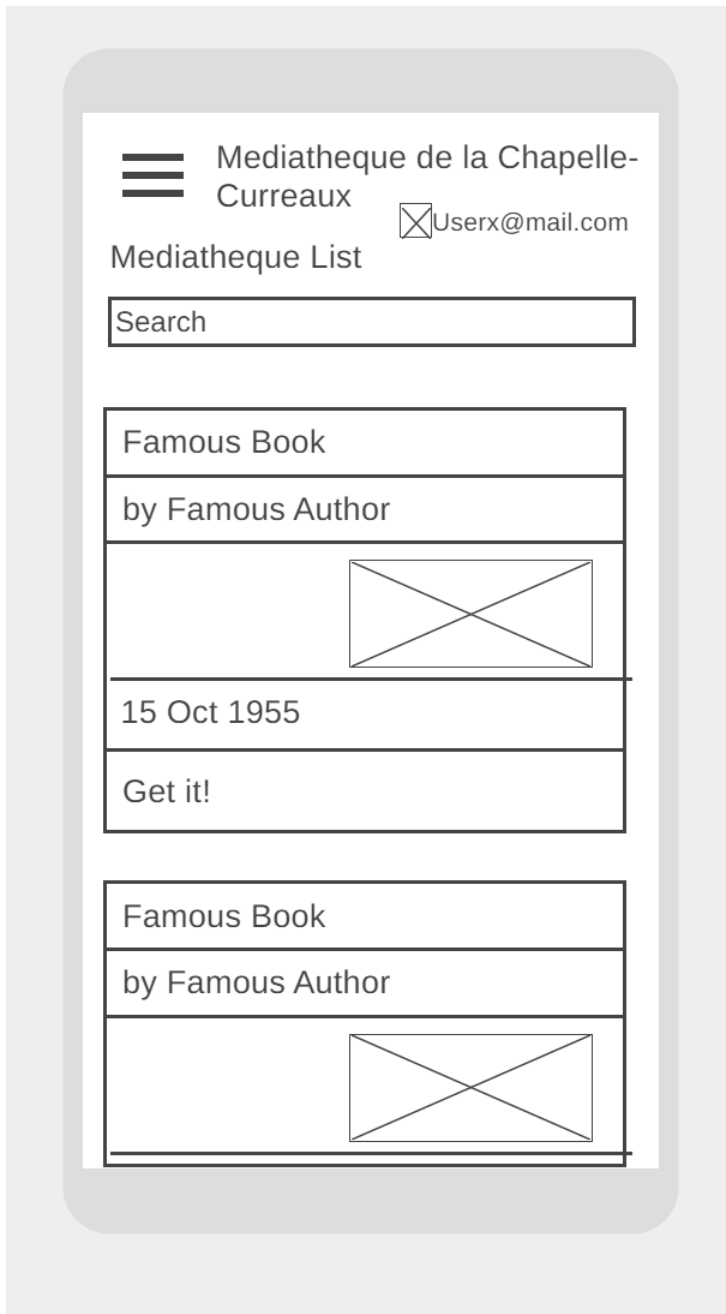 Mediatheque de la Chapelle-
Curreaux
Userx@mail.com
Mediatheque List
Search
Famous Book
by Famous Author
15 Oct 1955
Get it!
Famous Book
by Famous Author